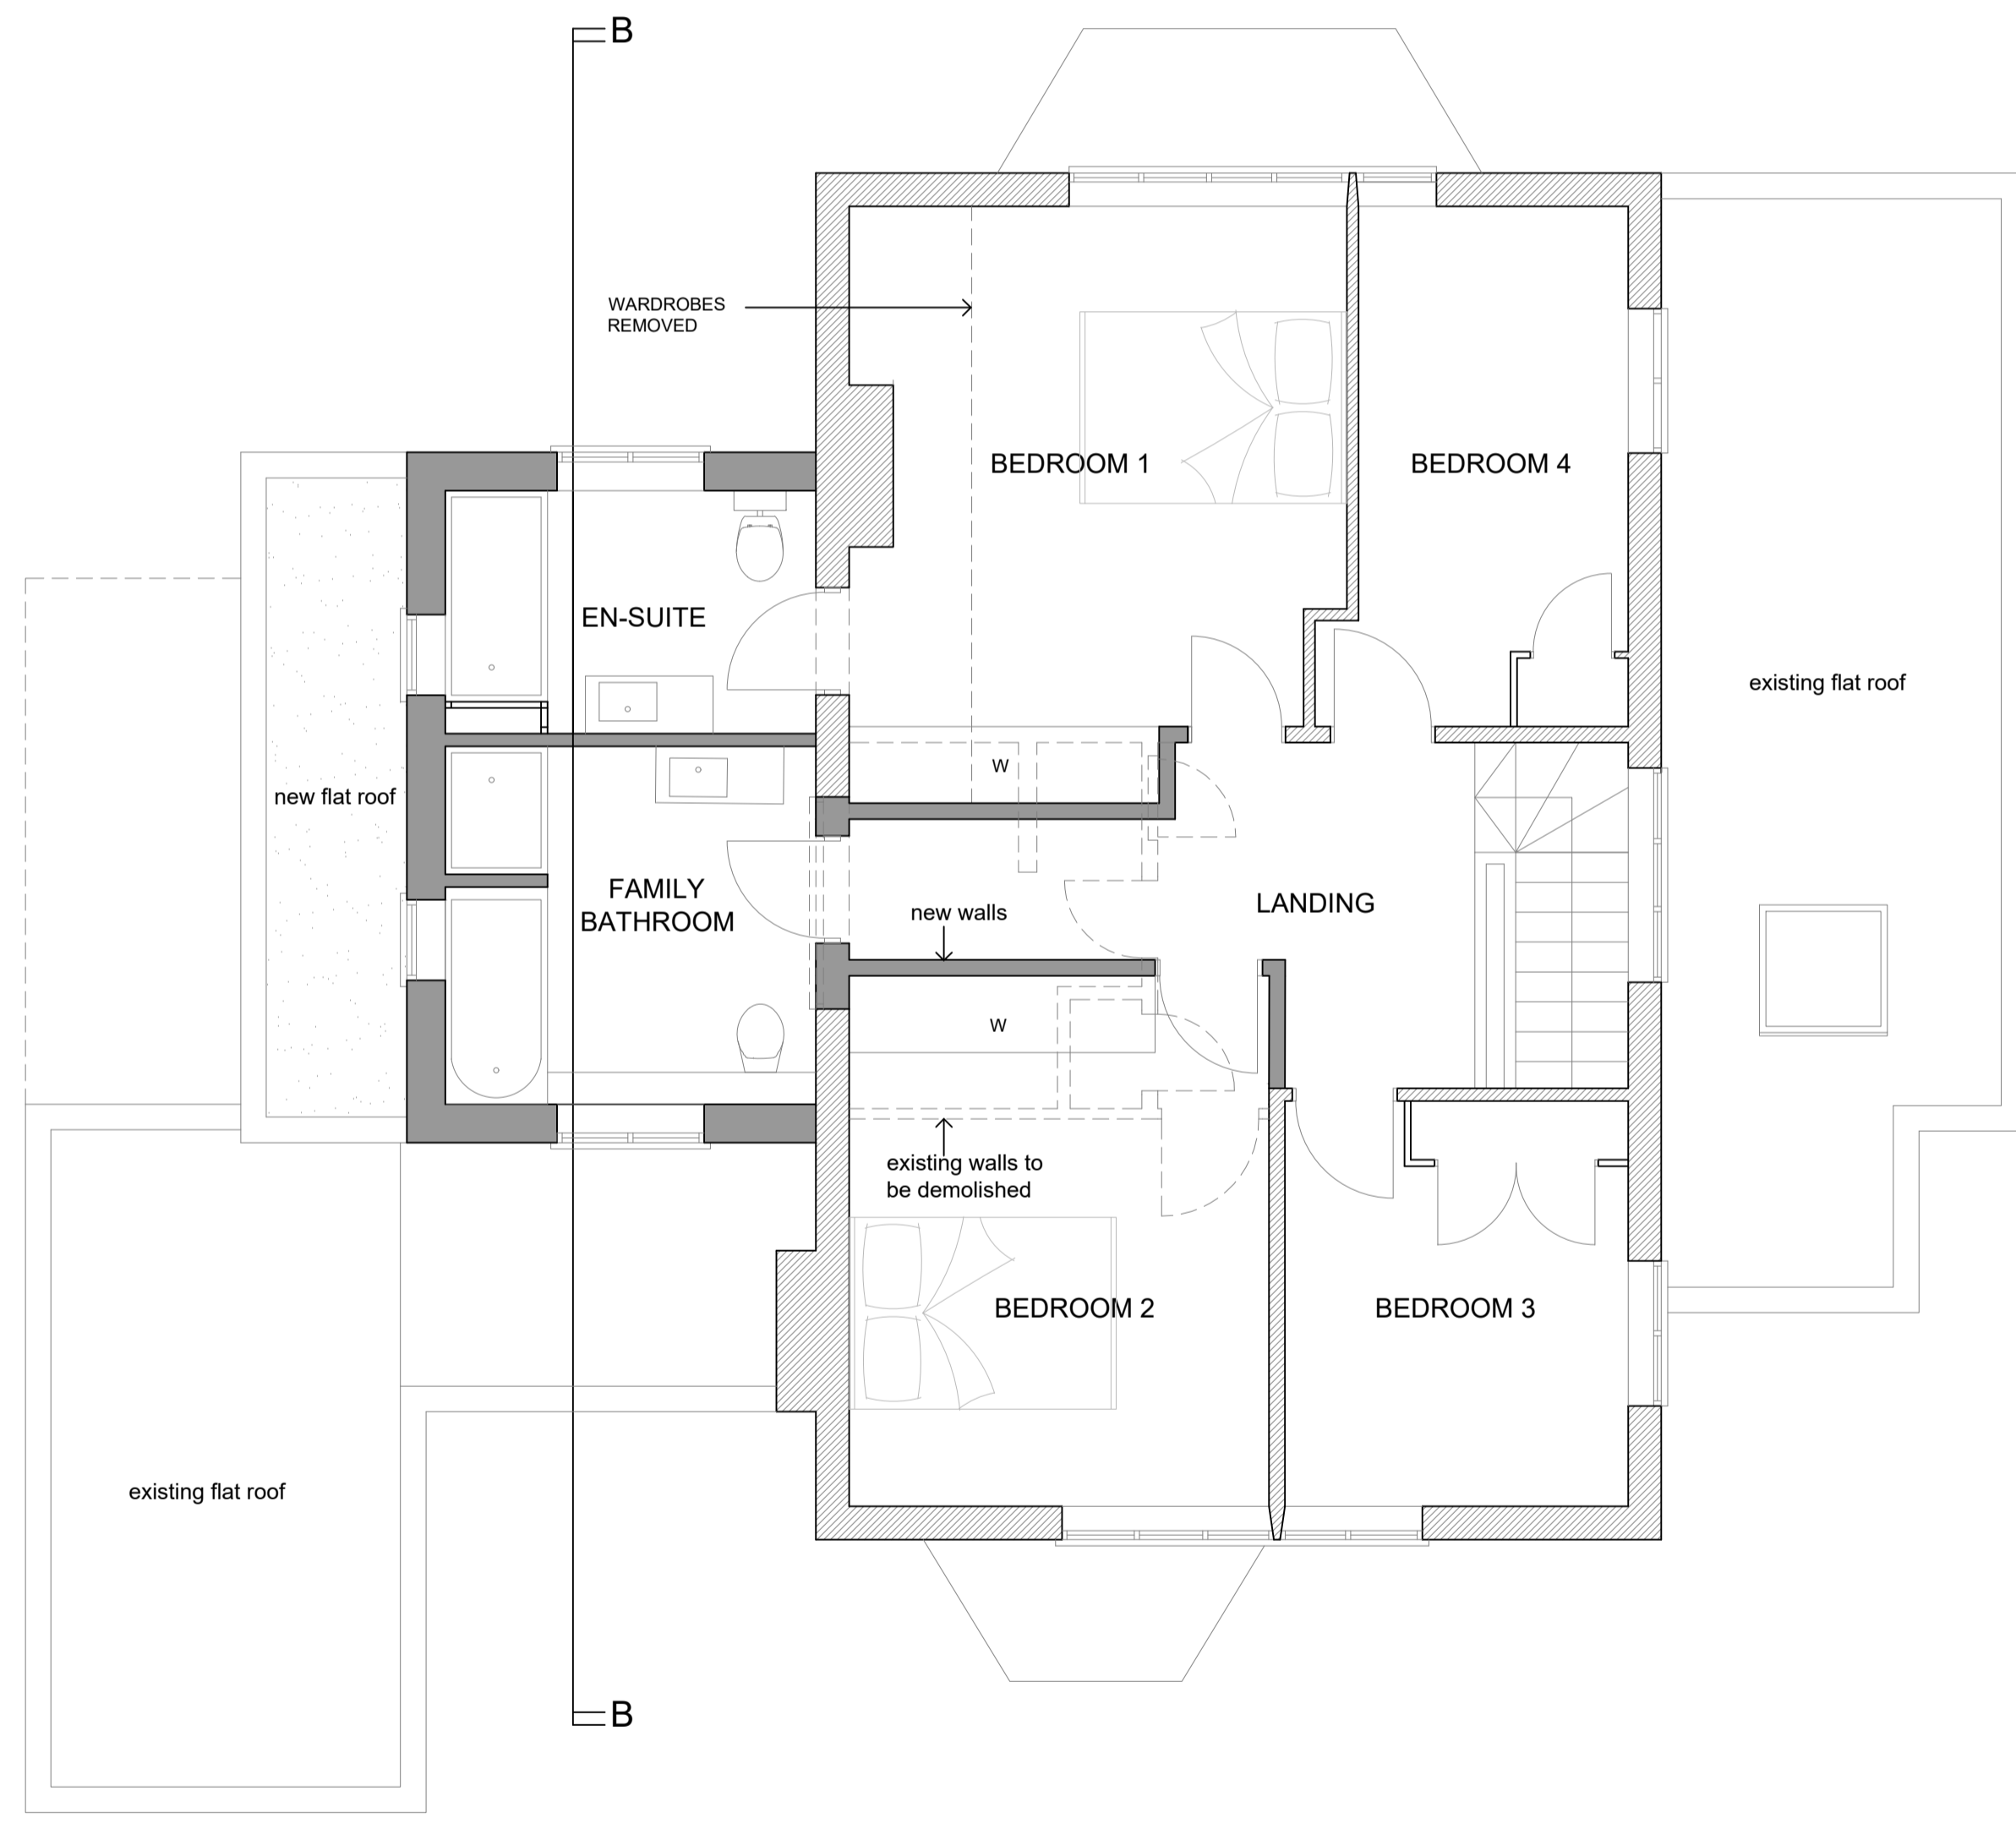 B
WARDROBES
REMOVED
BEDROOM 1
BEDROOM 4
EN-SUITE
existing flat roof
W
new flat roof
FAMILY
BATHROOM
new walls
LANDING
W
existing walls to
be demolished
BEDROOM 2
BEDROOM 3
existing flat roof
B